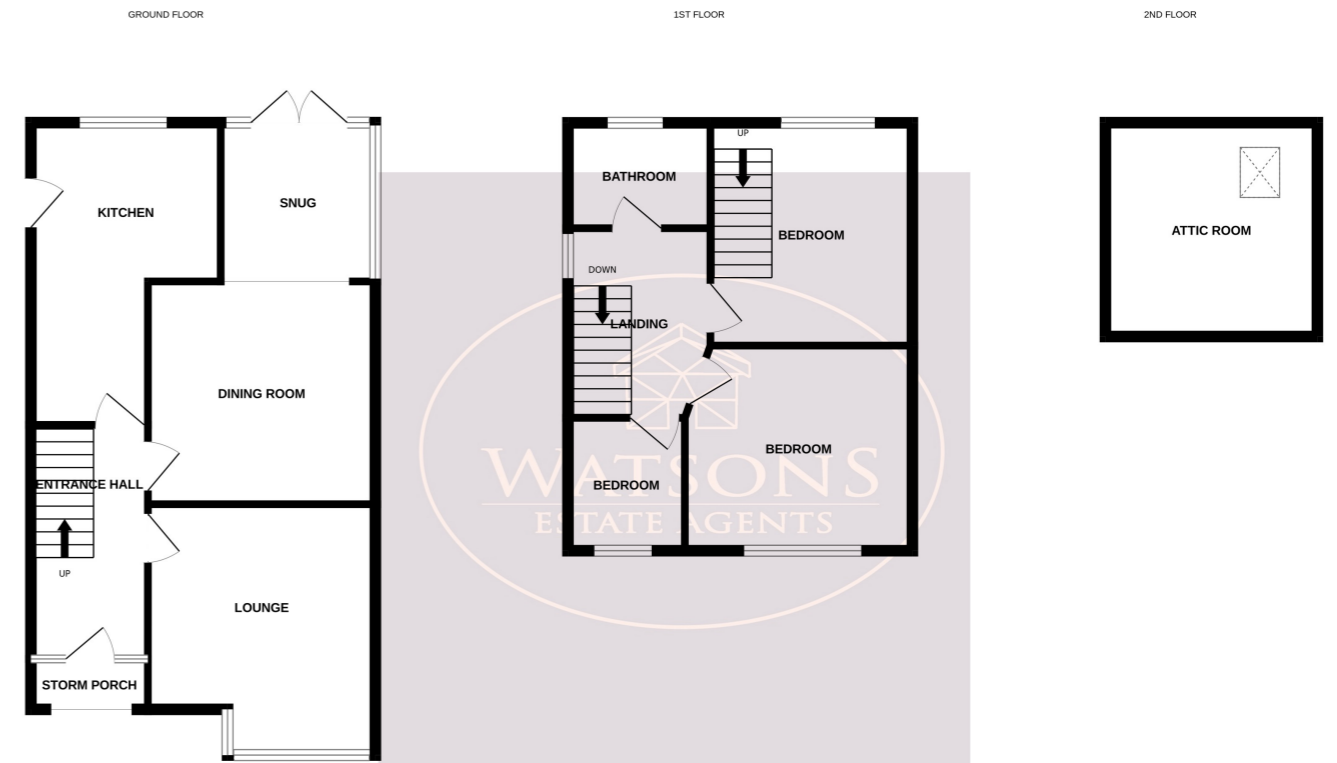 GROUND FLOOR
1ST FLOOR
2ND FLOOR
KITCHEN
SNUG
DINING ROOM
ENTRANCE HALL
UP
LOUNGE
STORM PORCH
UP
BATHROOM
BEDROOM
DOWN
LANDING
BEDROOM
BEDROOM
WATSONS
ESTATE AGENTS
ATTIC ROOM